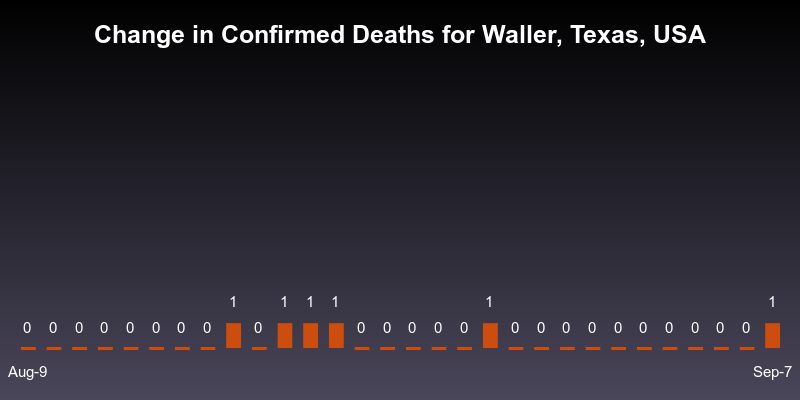 Change in Confirmed Deaths for Waller, Texas, USA
1 1 1 1 1 1
0 0 0 0 0 0 0 0 0 0 0 0 0 0 0 0 0 0 0 0 0 0 0 0
Aug-9 Sep-7